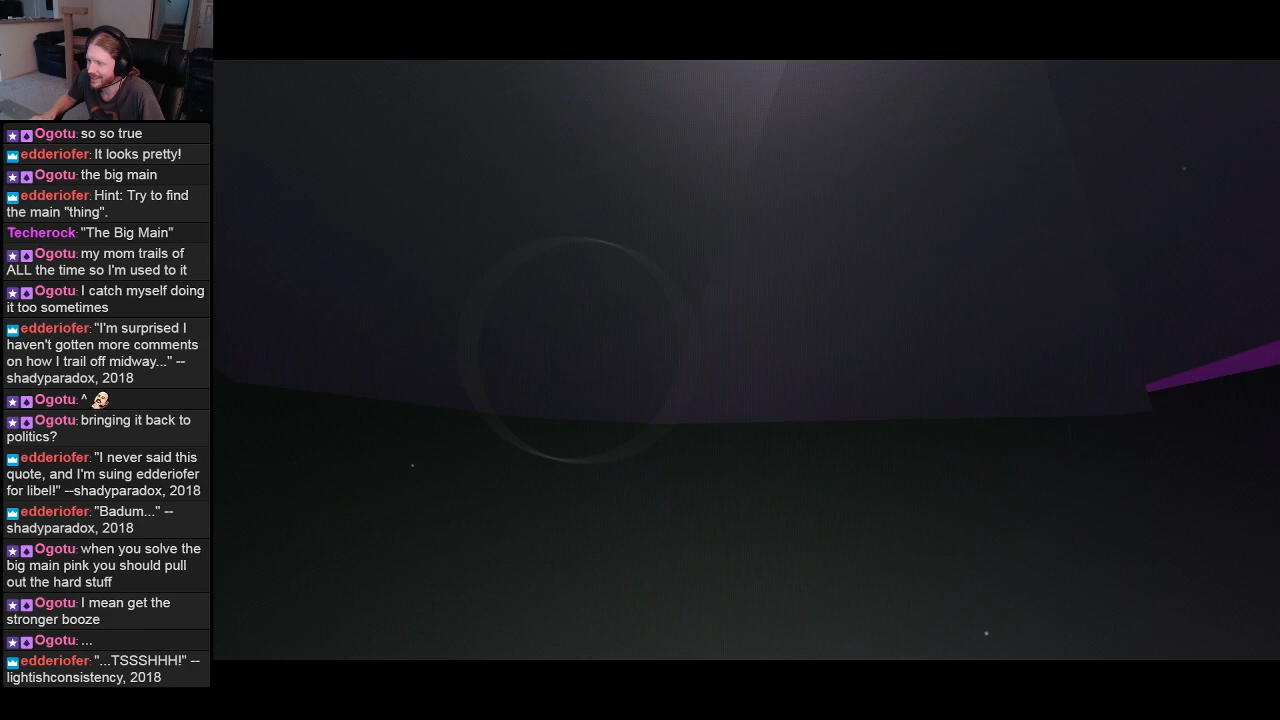 Ogotu: so so true
edderiofer: It looks pretty!
Ogotu: the big main
edderiofer: Hint: Try to find
the main "thing".
Techerock: "The Big Main"
Ogotu: my mom trails of
ALL the time so I'm used to it
Ogotu: I catch myself doing
it too sometimes
edderiofer: "I'm surprised I
haven't gotten more comments
on how I trail off midway..." --
shadyparadox, 2018
Ogotu: ^
Ogotu: bringing it back to
politics?
edderiofer: "I never said this
quote, and I'm suing edderiofer
for libel!" --shadyparadox, 2018
edderiofer: "Badum..." --
shadyparadox, 2018
Ogotu: when you solve the
big main pink you should pull
out the hard stuff
Ogotu: I mean get the
stronger booze
Ogotu: ...
edderiofer: "...TSSSHHH!" --
lightishconsistency, 2018